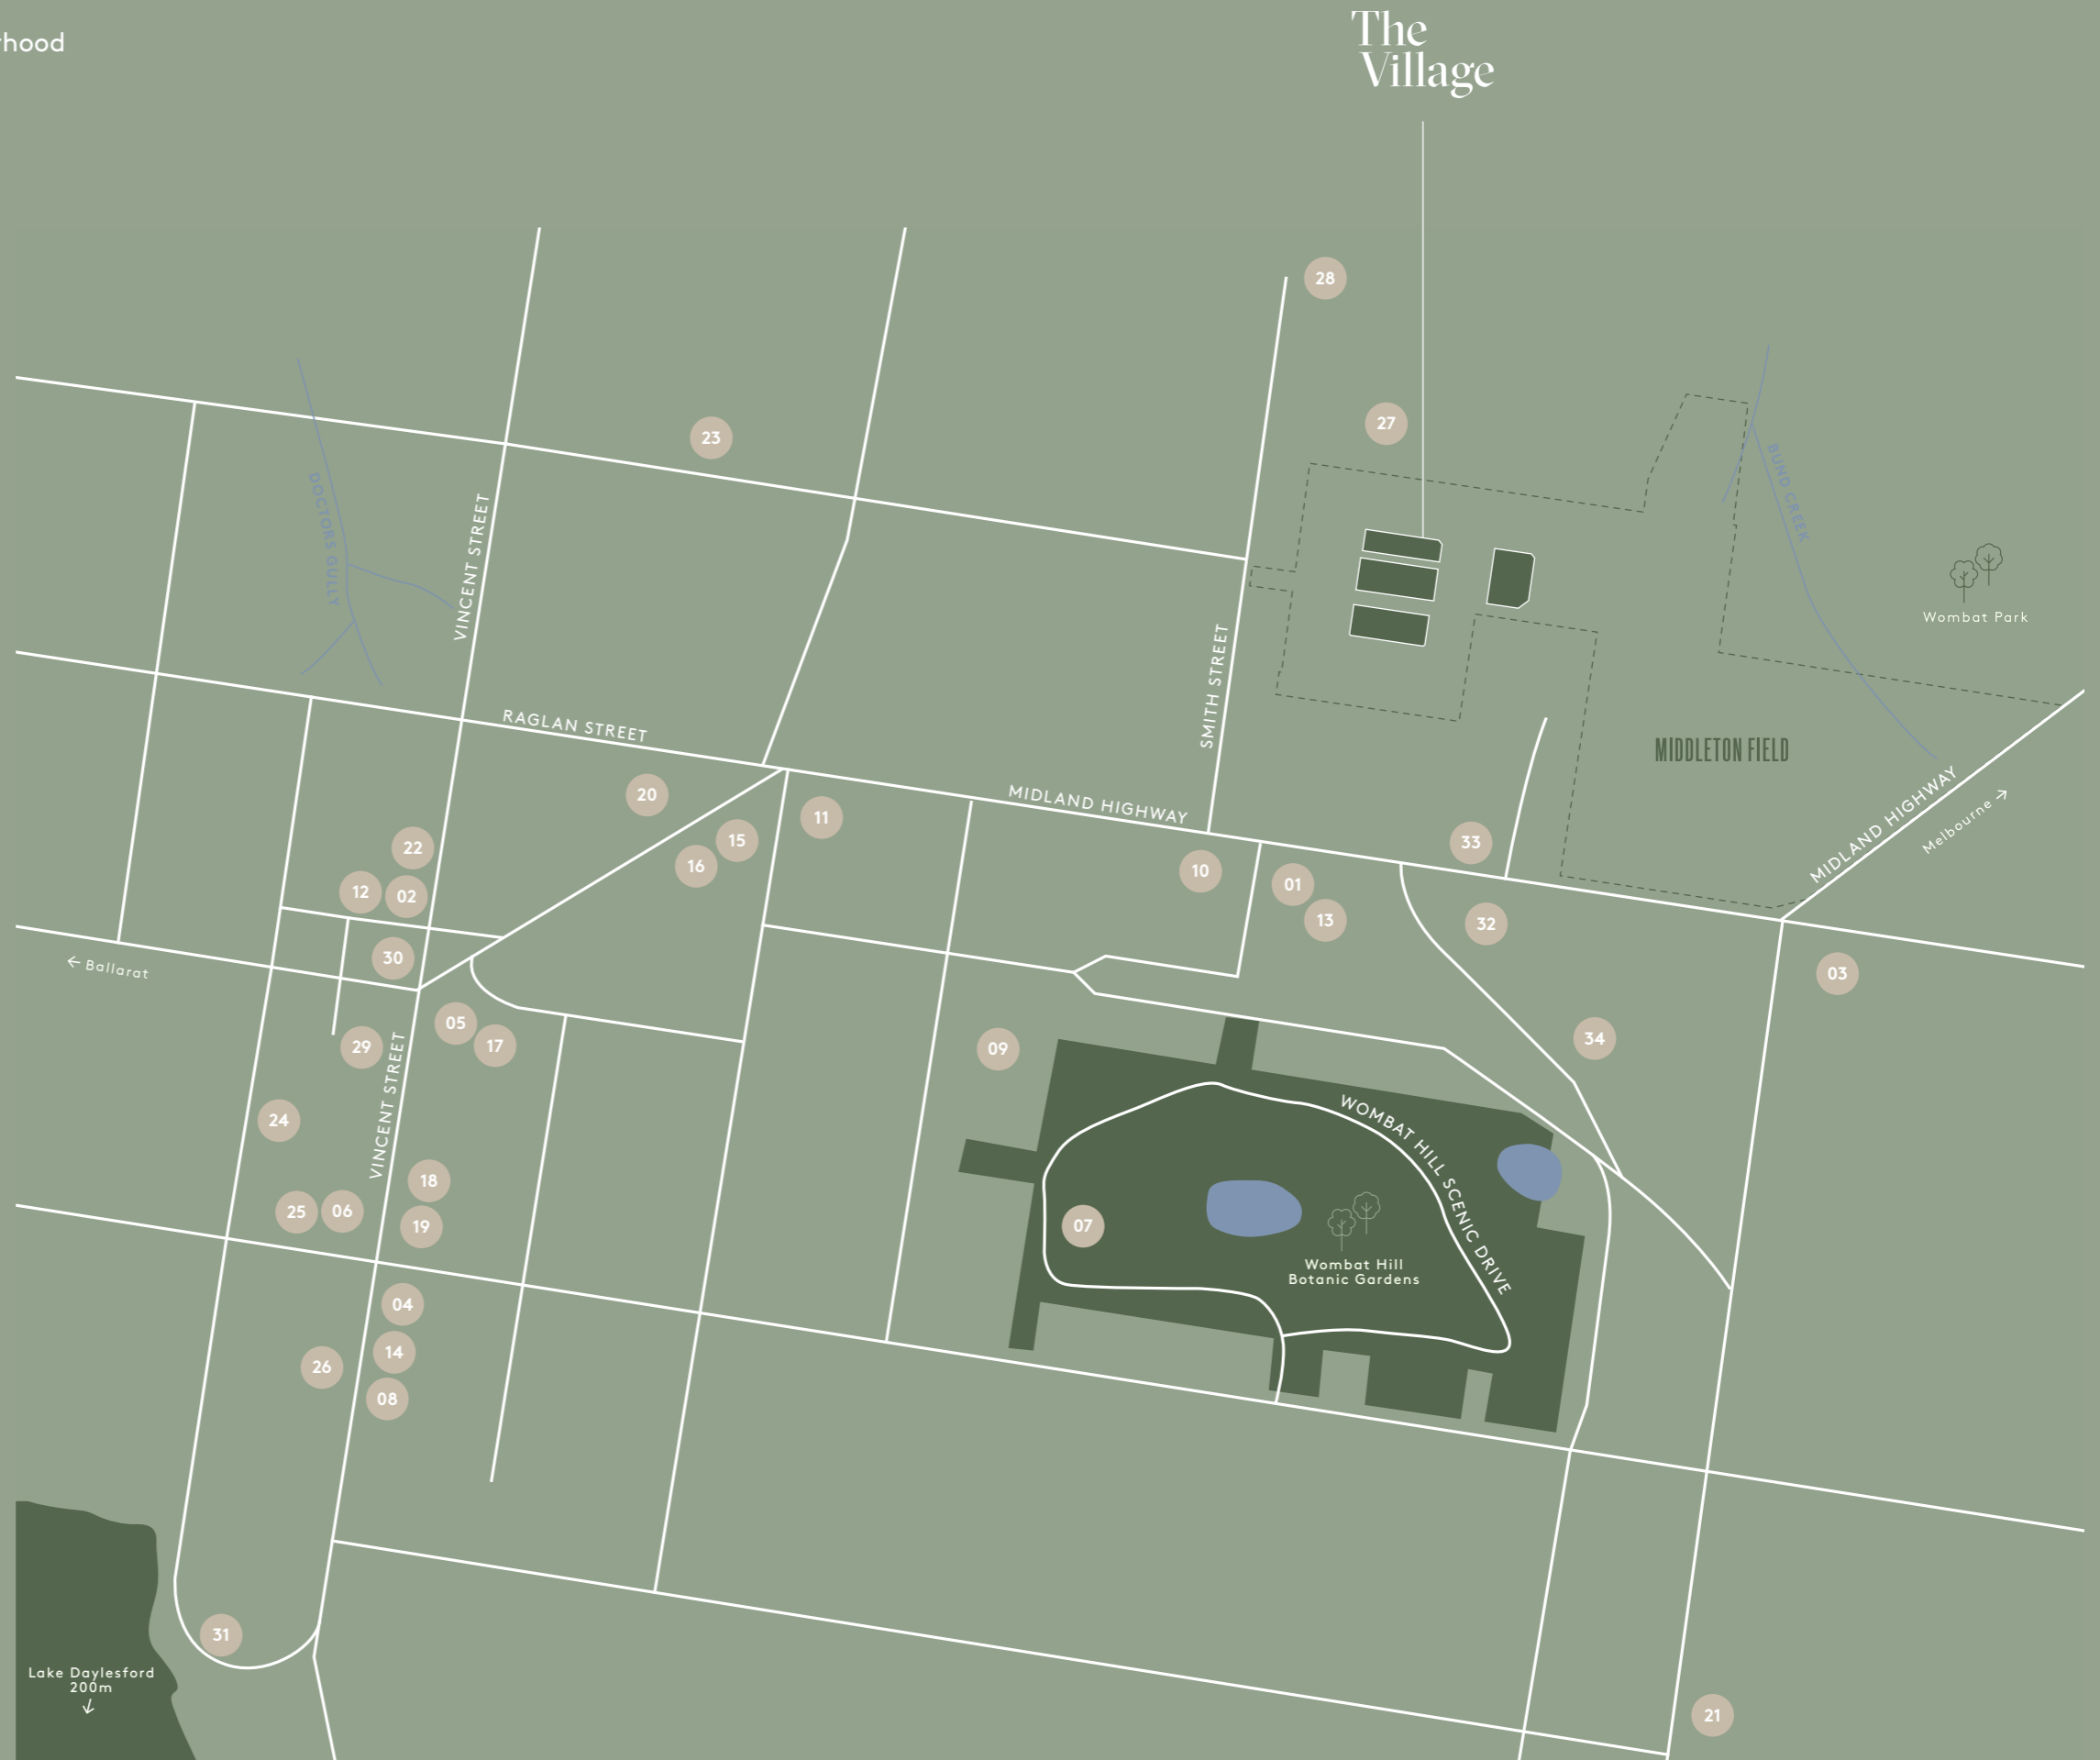 rhood
The
Village
28
27
23
DOCTORS GULLY
VINCENT STREET
BUND CREEK
Wombat Park
SMITH STREET
RAGLAN STREET
MIDDLETON FIELD
MIDLAND HIGHWAY
MIDLAND HIGHWAY
Melbourne →
20
11
15
16
22
12
02
10
01
13
33
32
03
30
← Ballarat
05
17
29
09
34
VINCENT STREET
24
18
25
06
19
WOMBAT HILL SCENIC DRIVE
07
Wombat Hill
Botanic Gardens
04
14
26
08
31
Lake Daylesford
200m
↓
21